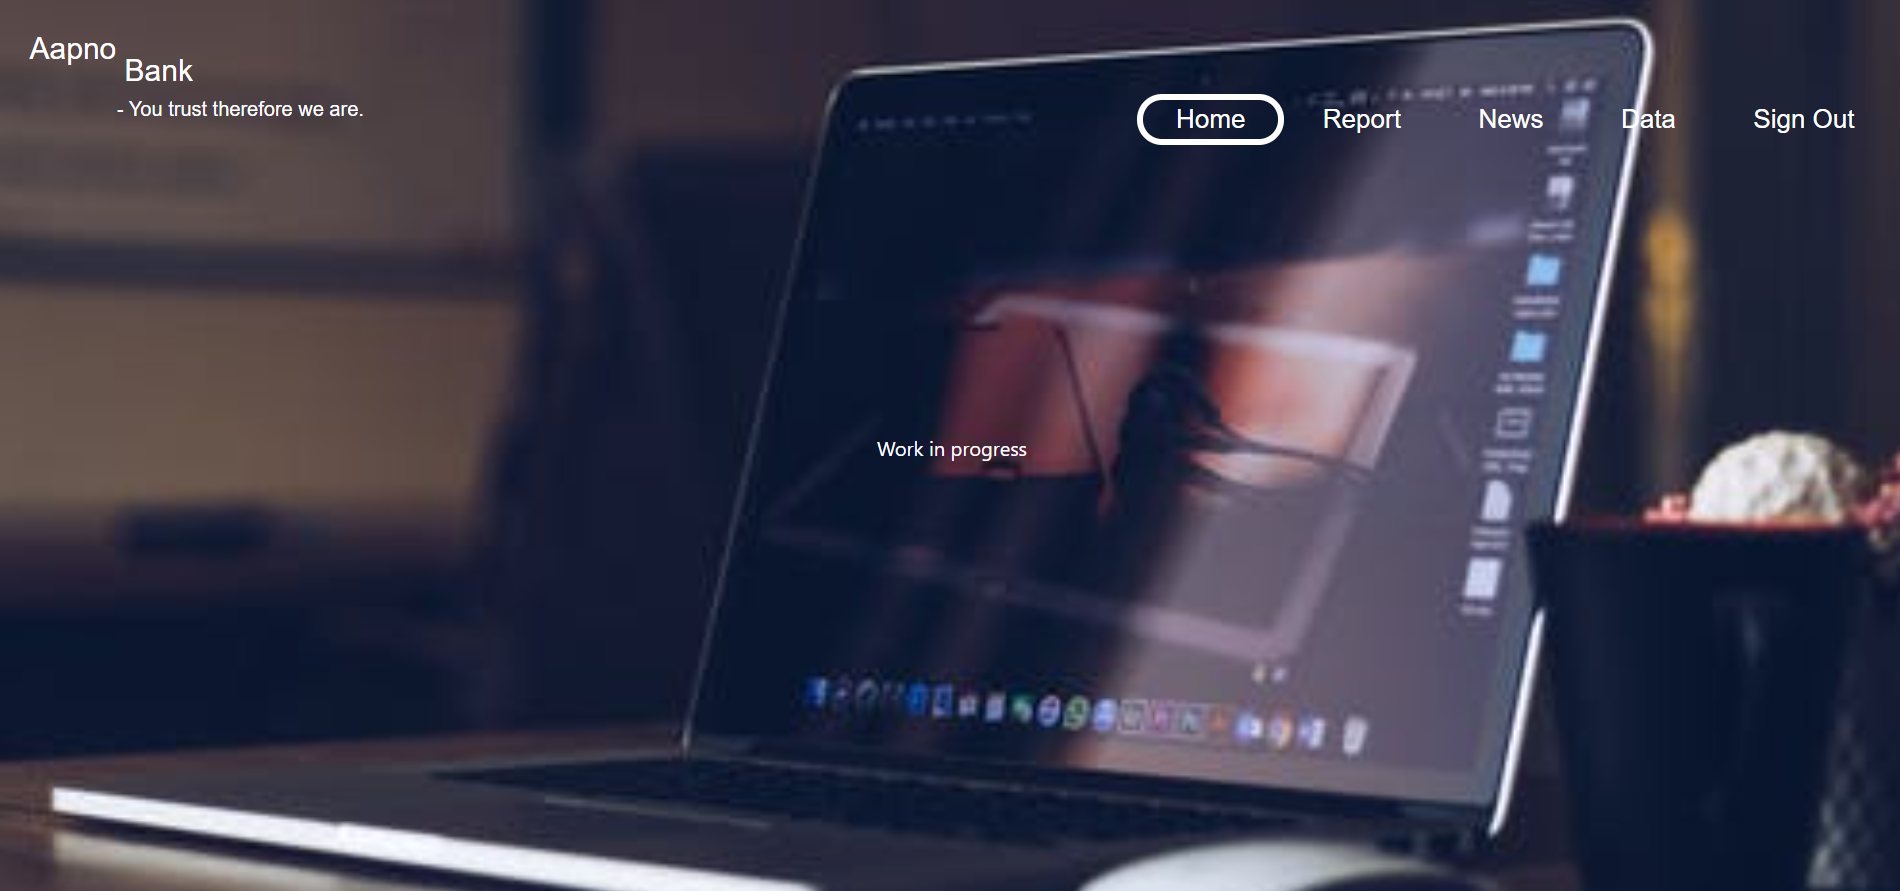 Aapno
Bank
- You trust therefore we are.
Home
Report
News
Data
Sign Out
Work in progress